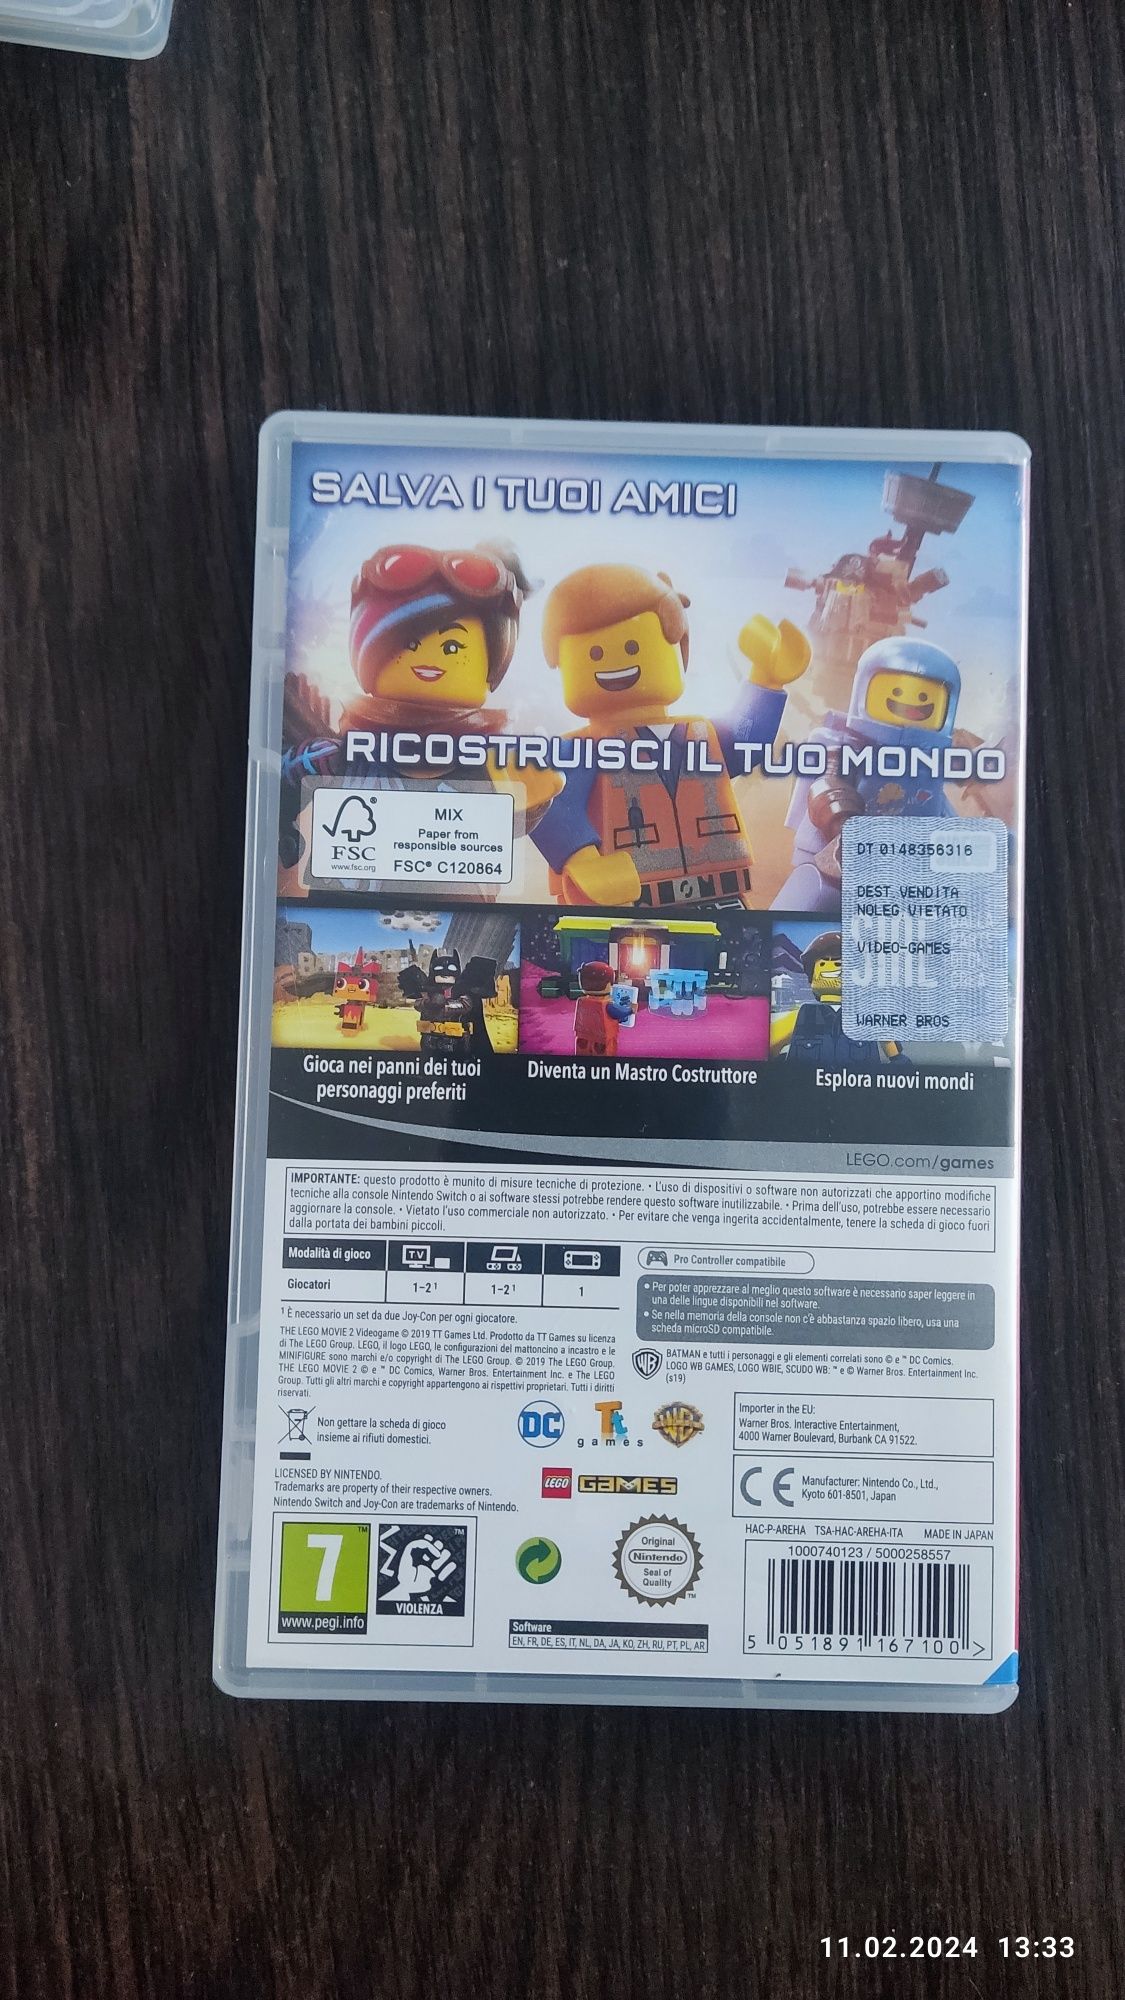 SALVA I TUOI AMICI
RICOSTRUISCI IL TUO MONDO
FSC®
www.fsc.org
MIX
Paper from
responsible sources
FSC® C120864
DT 0148356316
DEST.VENDITA
NOLEG.VIETATO
VIDEO-GAMES
WARNER BROS
Gioca nei panni dei tuoi
personaggi preferiti
Diventa un Mastro Costruttore
Esplora nuovi mondi
LEGO.com/games
IMPORTANTE: questo prodotto è munito di misure tecniche di protezione. • L'uso di dispositivi o software non autorizzati che apportino modifiche
tecniche alla console Nintendo Switch o ai software stessi potrebbe rendere questo software inutilizzabile. • Prima dell'uso, potrebbe essere necessario
aggiornare la console. • Vietato l'uso commerciale non autorizzato. • Per evitare che venga ingerita accidentalmente, tenere la scheda di gioco fuori
dalla portata dei bambini piccoli.
Modalità di gioco TV
Giocatori 1-2¹ 1-2¹ 1
¹ È necessario un set da due Joy-Con per ogni giocatore.
Pro Controller compatibile
• Per poter apprezzare al meglio questo software è necessario saper leggere in
una delle lingue disponibili nel software.
• Se nella memoria della console non c'è abbastanza spazio libero, usa una
scheda microSD compatibile.
THE LEGO MOVIE 2 Videogame © 2019 TT Games Ltd. Prodotto da TT Games su licenza
di The LEGO Group. LEGO, il logo LEGO, le configurazioni del mattoncino a incastro e le
MINIFIGURE sono marchi e/o copyright di The LEGO Group. © 2019 The LEGO Group.
THE LEGO MOVIE 2 © e ™ DC Comics, Warner Bros. Entertainment Inc. e The LEGO
Group. Tutti gli altri marchi e copyright appartengono ai rispettivi proprietari. Tutti i diritti
riservati.
WB
BATMAN e tutti i personaggi e gli elementi correlati sono © e ™ DC Comics.
LOGO WB GAMES, LOGO WBIE, SCUDO WB: ™ e © Warner Bros. Entertainment Inc.
(s19)
Non gettare la scheda di gioco
insieme ai rifiuti domestici.
DC
Tt
games
WB
LEGO GAMES
Importer in the EU:
Warner Bros. Interactive Entertainment,
4000 Warner Boulevard, Burbank CA 91522.
CE
Manufacturer: Nintendo Co., Ltd.,
Kyoto 601-8501, Japan
LICENSED BY NINTENDO.
Trademarks are property of their respective owners.
Nintendo Switch and Joy-Con are trademarks of Nintendo.
HAC-P-AREHA TSA-HAC-AREHA-ITA MADE IN JAPAN
1000740123 / 5000258557
5 051891 167100 >
7™
www.pegi.info
™
VIOLENZA
Original
Nintendo
Seal of
Quality
™
Software
EN, FR, DE, ES, IT, NL, DA, JA, KO, ZH, RU, PT, PL, AR
11.02.2024 13:33